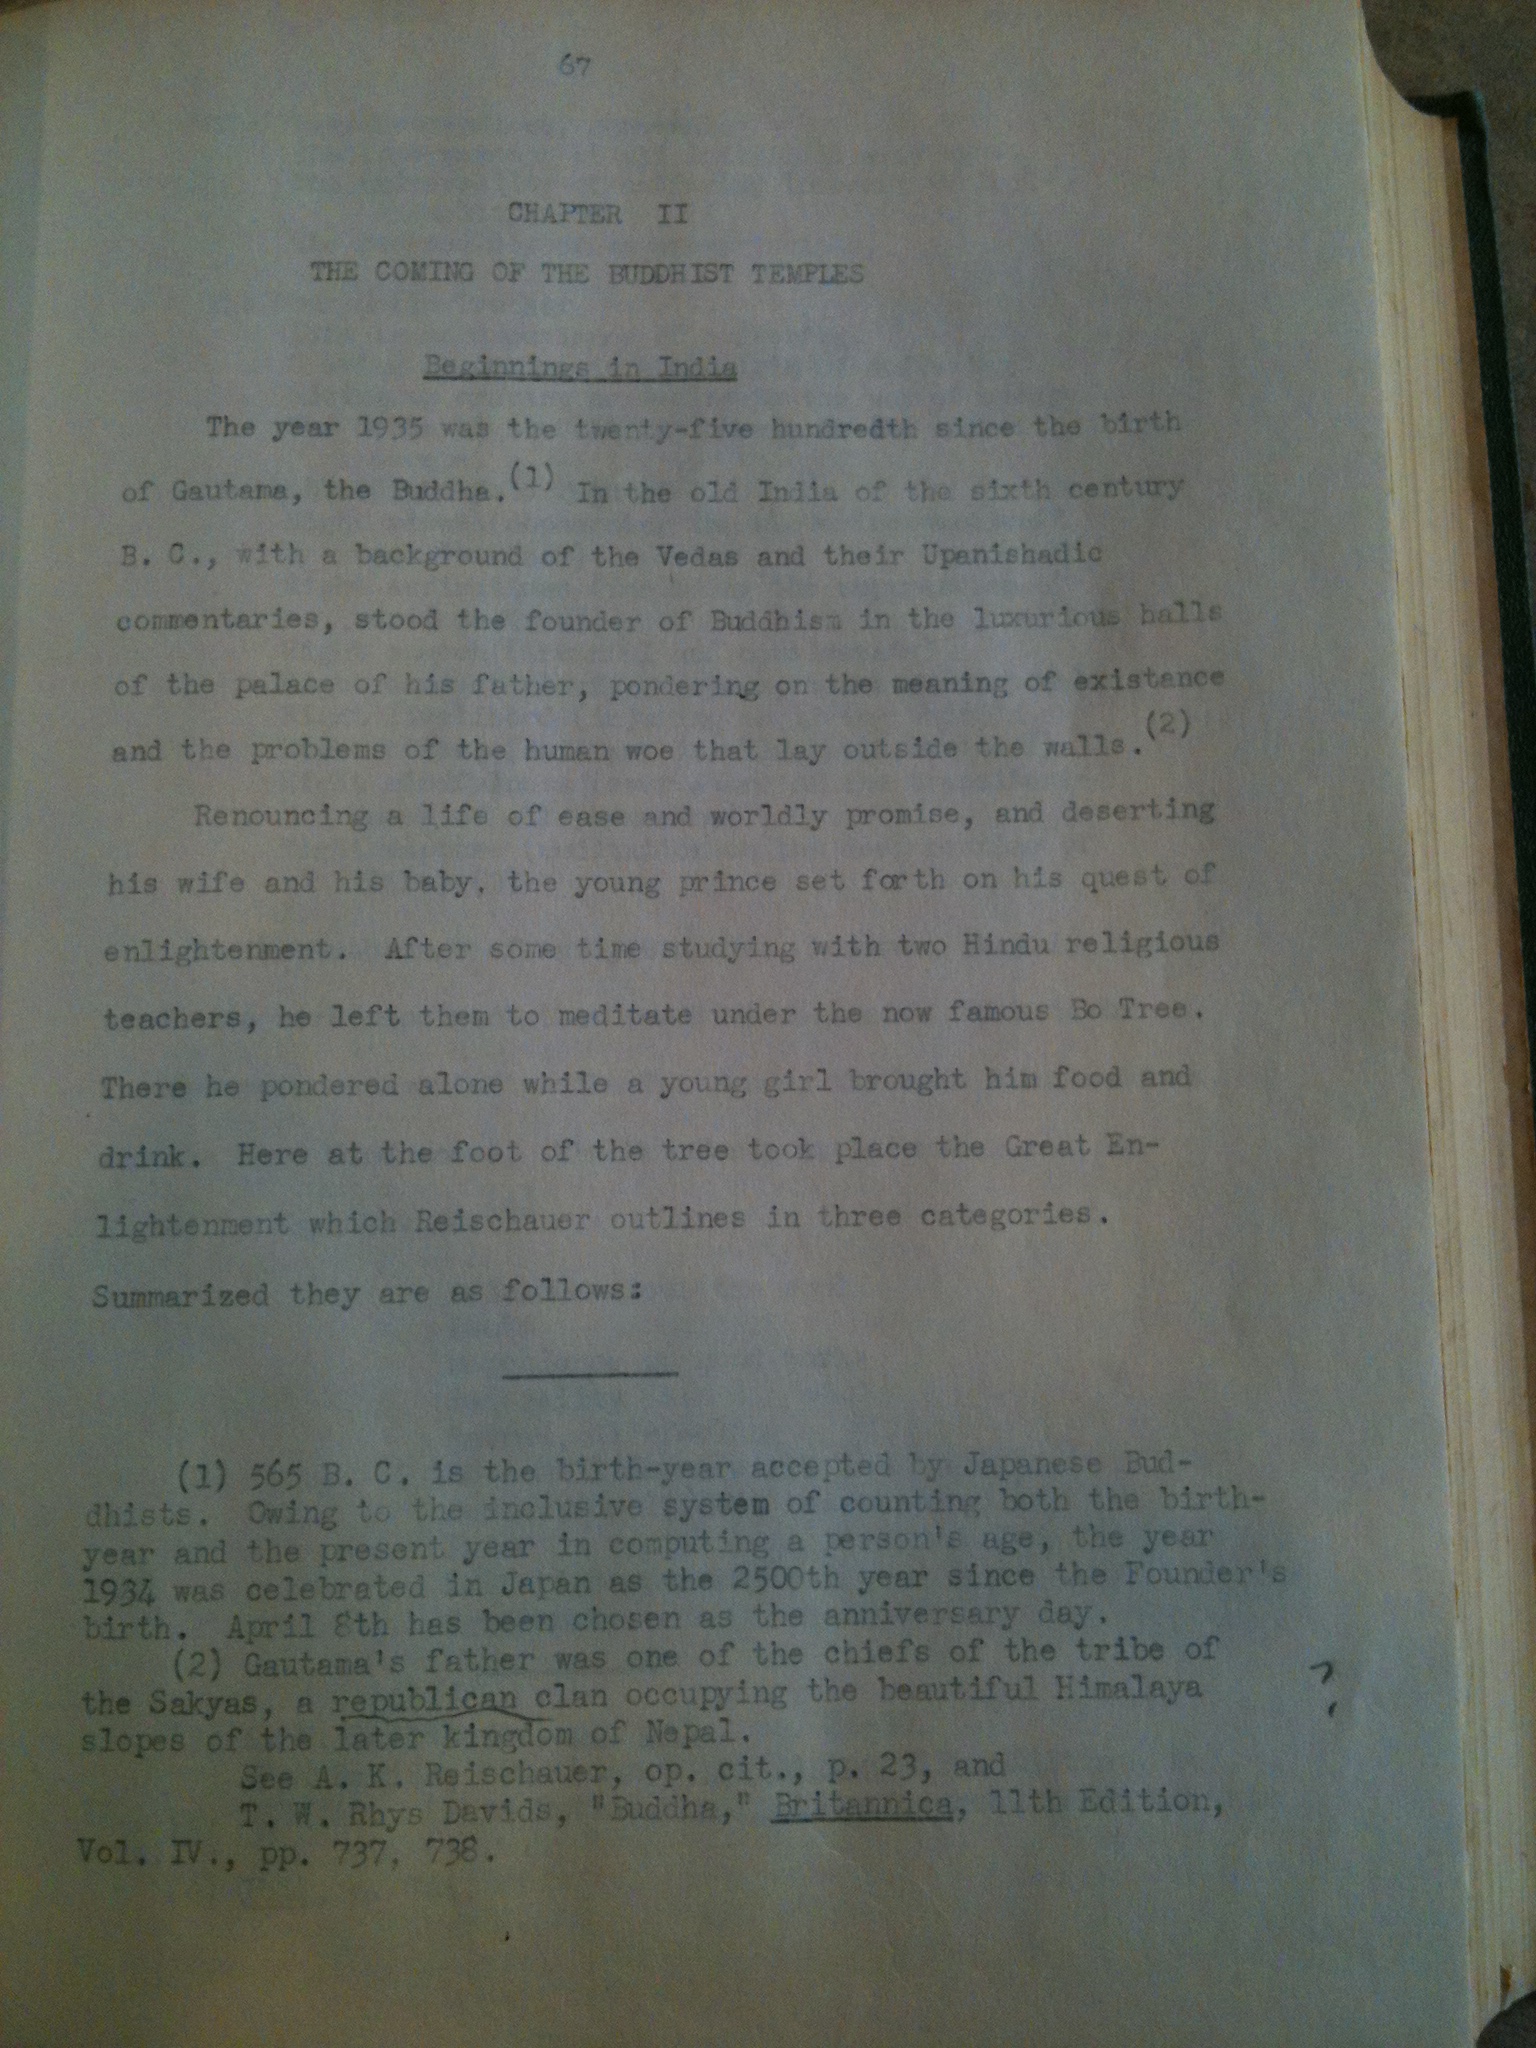 67
CHAPTER II
THE COMING OF THE BUDDHIST TEMPLES
Beginnings in India
The year 1935 was the twenty-five hundredth since the birth
of Gautama, the Buddha.(1) In the old India of the sixth century
B. C., with a background of the Vedas and their Upanishadic
commentaries, stood the founder of Buddhism in the luxurious halls
of the palace of his father, pondering on the meaning of existance
and the problems of the human woe that lay outside the walls.(2)
Renouncing a life of ease and worldly promise, and deserting
his wife and his baby, the young prince set forth on his quest of
enlightenment. After some time studying with two Hindu religious
teachers, he left them to meditate under the now famous Bo Tree.
There he pondered alone while a young girl brought him food and
drink. Here at the foot of the tree took place the Great En-
lightenment which Reischauer outlines in three categories.
Summarized they are as follows:
(1) 565 B. C. is the birth-year accepted by Japanese Bud-
dhists. Owing to the inclusive system of counting both the birth-
year and the present year in computing a person's age, the year
1934 was celebrated in Japan as the 2500th year since the Founder's
birth. April 8th has been chosen as the anniversary day.
(2) Gautama's father was one of the chiefs of the tribe of
the Sakyas, a republican clan occupying the beautiful Himalaya
?
slopes of the later kingdom of Nepal.
See A. K. Reischauer, op. cit., p. 23, and
T. W. Rhys Davids, "Buddha," Britannica, 11th Edition,
Vol. IV., pp. 737, 738.